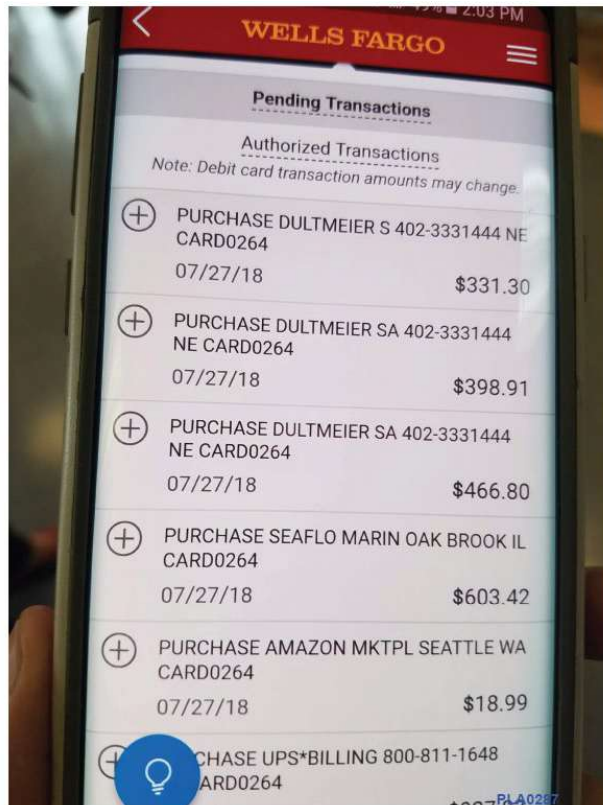 2:03 PM
WELLS FARGO
Pending Transactions
Authorized Transactions
Note: Debit card transaction amounts may change.
PURCHASE DULTMEIER S 402-3331444 NE
CARD0264
07/27/18 $331.30
PURCHASE DULTMEIER SA 402-3331444
NE CARD0264
07/27/18 $398.91
PURCHASE DULTMEIER SA 402-3331444
NE CARD0264
07/27/18 $466.80
PURCHASE SEAFLO MARIN OAK BROOK IL
CARD0264
07/27/18 $603.42
PURCHASE AMAZON MKTPL SEATTLE WA
CARD0264
07/27/18 $18.99
CHASE UPS*BILLING 800-811-1648
ARD0264
PLA0287